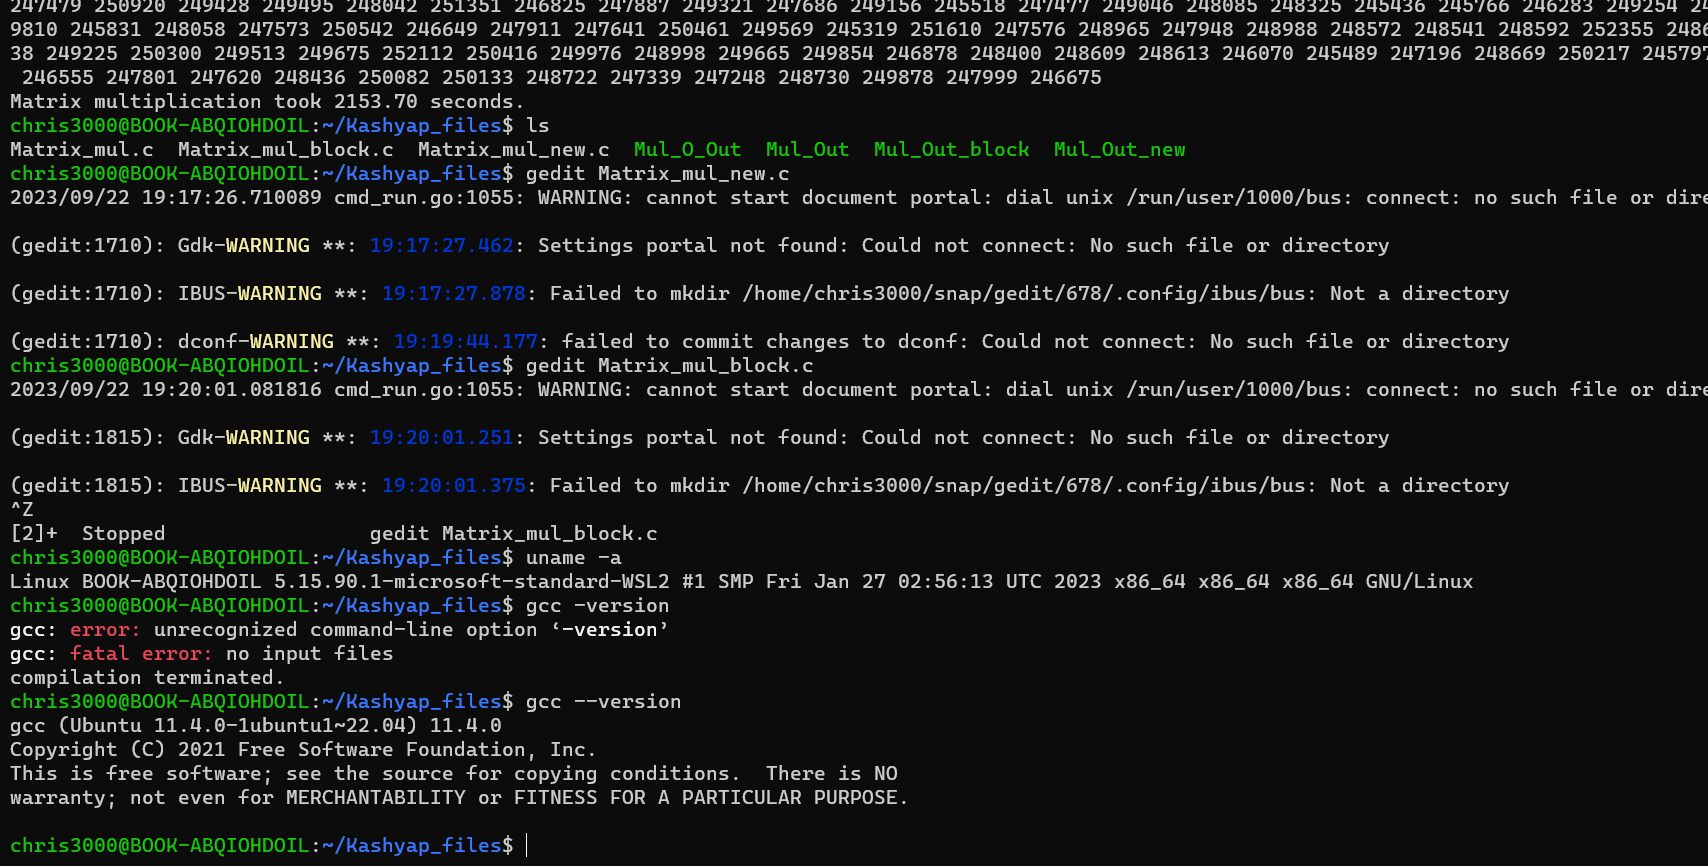 247479 250920 249428 249495 248042 251351 246825 247887 249321 247686 249156 245518 247477 249046 248085 248325 245436 245766 246283 249254
9810 245831 248058 247573 250542 246649 247911 247641 250461 249569 245319 251610 247576 248965 247948 248988 248572 248541 248592 252355
38 249225 250300 249513 249675 252112 250416 249976 248998 249665 249854 246878 248400 248609 248613 246070 245489 247196 248669 250217 24579
246555 247801 247620 248436 250082 250133 248722 247339 247248 248730 249878 247999 246675
Matrix multiplication took 2153.70 seconds.
chris3000@BOOK-ABQIOHDOIL:~/Kashyap_files$ ls
Matrix_mul.c  Matrix_mul_block.c  Matrix_mul_new.c  Mul_O_Out  Mul_Out  Mul_Out_block  Mul_Out_new
chris3000@BOOK-ABQIOHDOIL:~/Kashyap_files$ gedit Matrix_mul_new.c
2023/09/22 19:17:26.710089 cmd_run.go:1055: WARNING: cannot start document portal: dial unix /run/user/1000/bus: connect: no such file or dire
(gedit:1710): Gdk-WARNING **: 19:17:27.462: Settings portal not found: Could not connect: No such file or directory
(gedit:1710): IBUS-WARNING **: 19:17:27.878: Failed to mkdir /home/chris3000/snap/gedit/678/.config/ibus/bus: Not a directory
(gedit:1710): dconf-WARNING **: 19:19:44.177: failed to commit changes to dconf: Could not connect: No such file or directory
chris3000@BOOK-ABQIOHDOIL:~/Kashyap_files$ gedit Matrix_mul_block.c
2023/09/22 19:20:01.081816 cmd_run.go:1055: WARNING: cannot start document portal: dial unix /run/user/1000/bus: connect: no such file or dire
(gedit:1815): Gdk-WARNING **: 19:20:01.251: Settings portal not found: Could not connect: No such file or directory
(gedit:1815): IBUS-WARNING **: 19:20:01.375: Failed to mkdir /home/chris3000/snap/gedit/678/.config/ibus/bus: Not a directory
^Z
[2]+  Stopped                 gedit Matrix_mul_block.c
chris3000@BOOK-ABQIOHDOIL:~/Kashyap_files$ uname -a
Linux BOOK-ABQIOHDOIL 5.15.90.1-microsoft-standard-WSL2 #1 SMP Fri Jan 27 02:56:13 UTC 2023 x86_64 x86_64 x86_64 GNU/Linux
chris3000@BOOK-ABQIOHDOIL:~/Kashyap_files$ gcc -version
gcc: error: unrecognized command-line option ‘-version’
gcc: fatal error: no input files
compilation terminated.
chris3000@BOOK-ABQIOHDOIL:~/Kashyap_files$ gcc --version
gcc (Ubuntu 11.4.0-1ubuntu1~22.04) 11.4.0
Copyright (C) 2021 Free Software Foundation, Inc.
This is free software; see the source for copying conditions.  There is NO
warranty; not even for MERCHANTABILITY or FITNESS FOR A PARTICULAR PURPOSE.
chris3000@BOOK-ABQIOHDOIL:~/Kashyap_files$